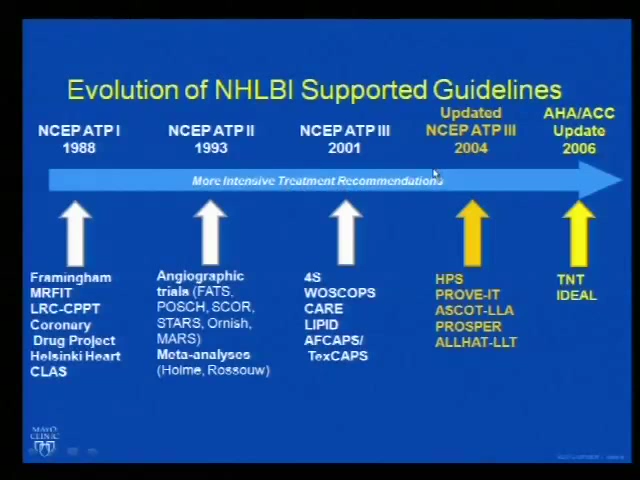 Evolution of NHLBI Supported Guidelines
NCEP ATP I
1988
NCEP ATP II
1993
NCEP ATP III
2001
Updated
NCEP ATP III
2004
AHA/ACC
Update
2006
More Intensive Treatment Recommendations
Framingham
MRFIT
LRC-CPPT
Coronary
Drug Project
Helsinki Heart
CLAS
Angiographic
trials (FATS,
POSCH, SCOR,
STARS, Ornish,
MARS)
Meta-analyses
(Holme, Rossouw)
4S
WOSCOPS
CARE
LIPID
AFCAPS/
TexCAPS
HPS
PROVE-IT
ASCOT-LLA
PROSPER
ALLHAT-LLT
TNT
IDEAL
MAYO
CLINIC